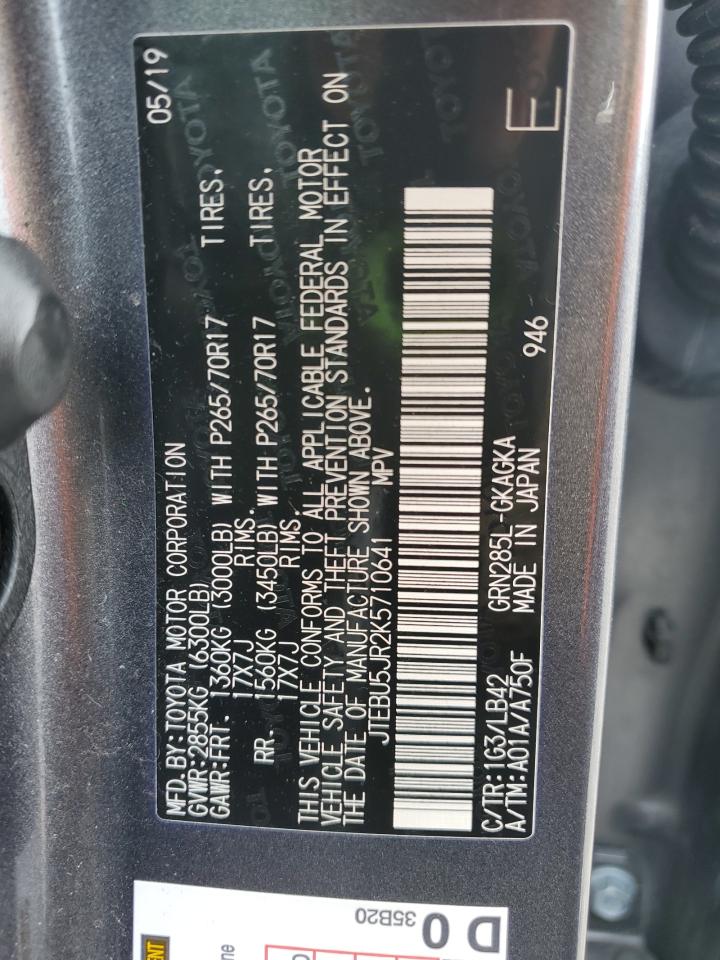 MFD.BY:TOYOTA MOTOR CORPORATION 05/19
GVWR:2855KG (6300LB)
GAWR:FRT. 1360KG (3000LB) WITH P265/70R17 TIRES,
17X7J RIMS.
RR. 1560KG (3450LB) WITH P265/70R17 TIRES,
17X7J RIMS
THIS VEHICLE CONFORMS TO ALL APPLICABLE FEDERAL MOTOR
VEHICLE SAFETY AND THEFT PREVENTION STANDARDS IN EFFECT ON
THE DATE OF MANUFACTURE SHOWN ABOVE.
JTEBU5JR2K5710641 MPV
C/TR:1G3/LB42 GRN285L-GKAGKA
A/TM:A01A/A750F MADE IN JAPAN 946
E
35B20
D 0